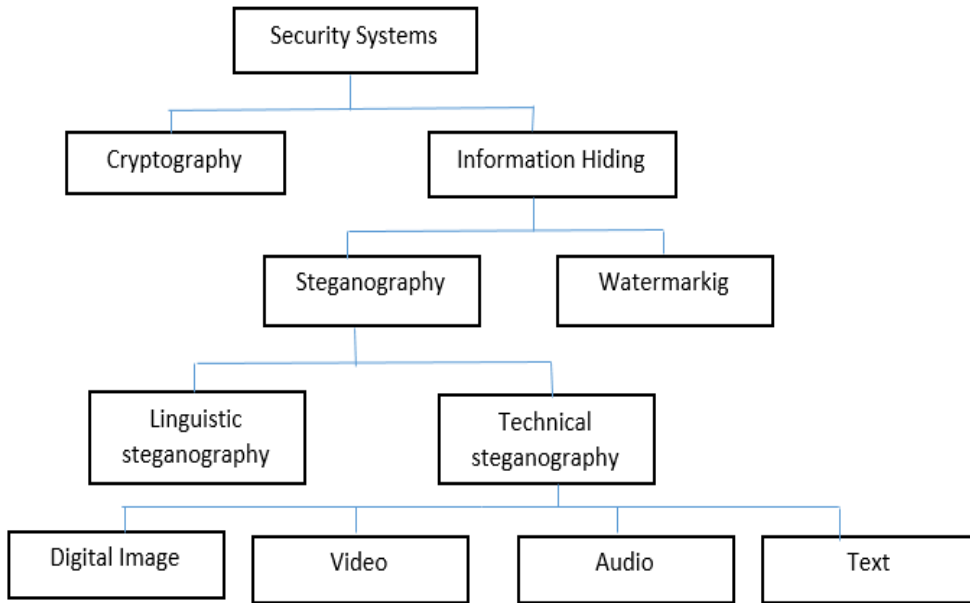 Security Systems
Cryptography
Information Hiding
Steganography
Watermarkig
Linguistic
steganography
Technical
steganography
Digital Image
Video
Audio
Text